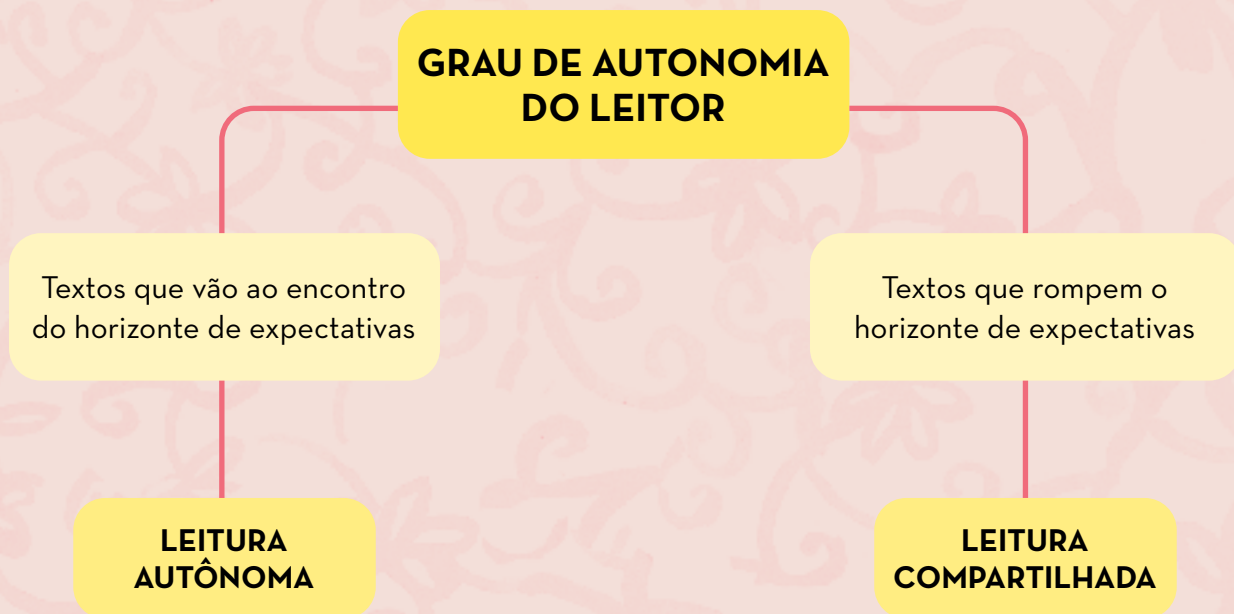 GRAU DE AUTONOMIA
DO LEITOR
Textos que vão ao encontro
do horizonte de expectativas
Textos que rompem o
horizonte de expectativas
LEITURA
AUTÔNOMA
LEITURA
COMPARTILHADA